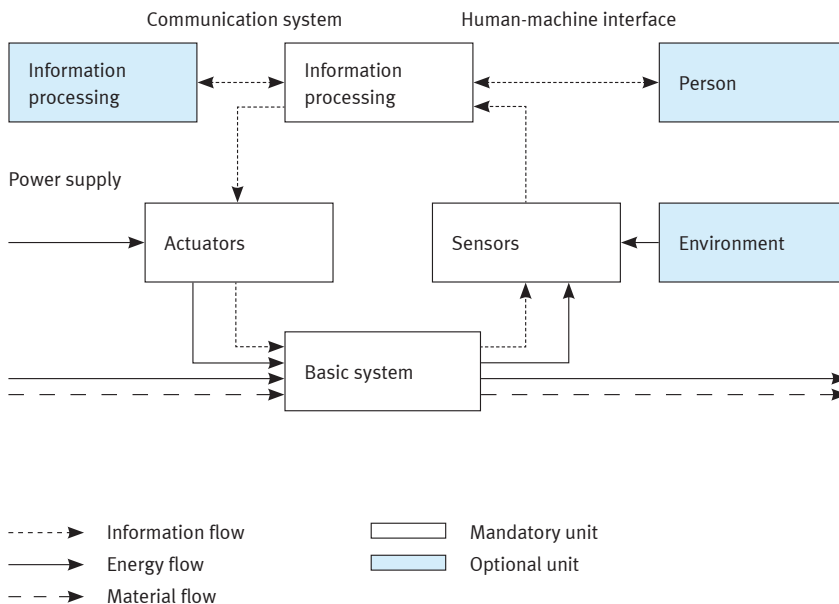 Communication system
Human-machine interface
Information
processing
Information
processing
Person
Power supply
Actuators
Sensors
Environment
Basic system
Information flow
Mandatory unit
Energy flow
Optional unit
Material flow